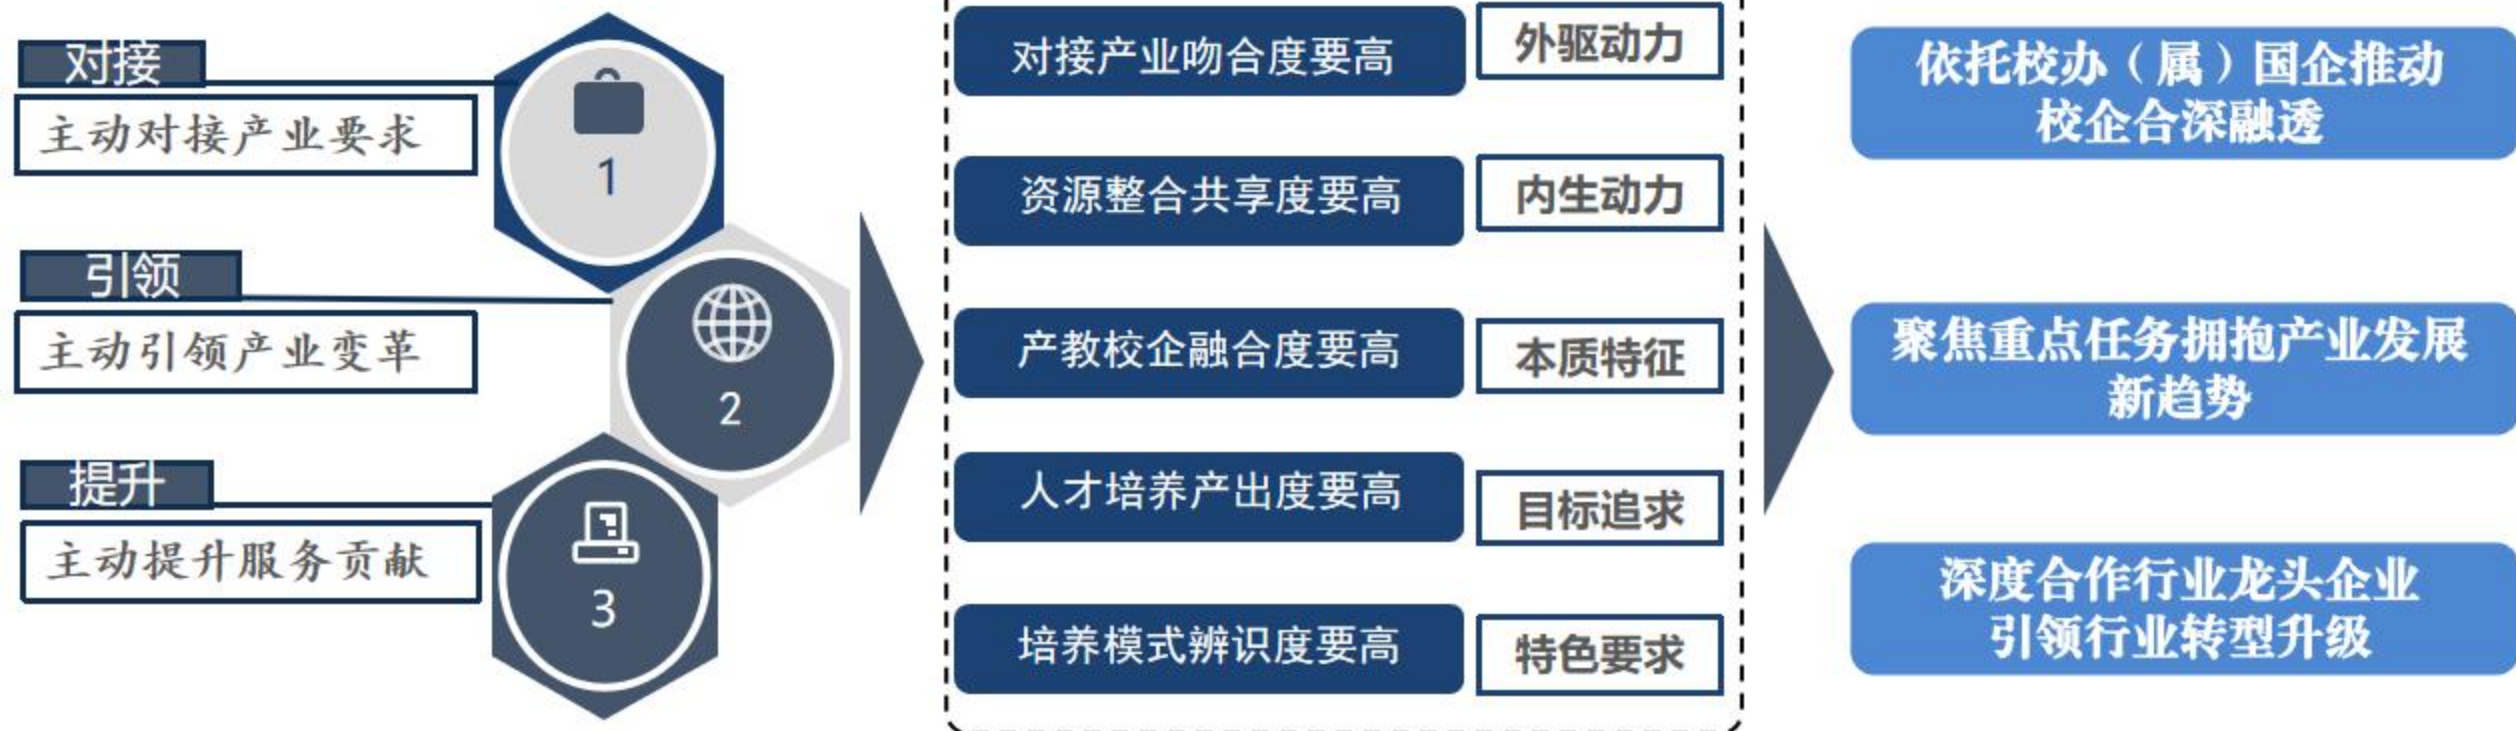 对接
主动对接产业要求
1
引领
主动引领产业变革
2
提升
主动提升服务贡献
3
对接产业吻合度要高
外驱动力
资源整合共享度要高
内生动力
产教校企融合度要高
本质特征
人才培养产出度要高
目标追求
培养模式辨识度要高
特色要求
依托校办（属）国企推动
校企合深融透
聚焦重点任务拥抱产业发展
新趋势
深度合作行业龙头企业
引领行业转型升级